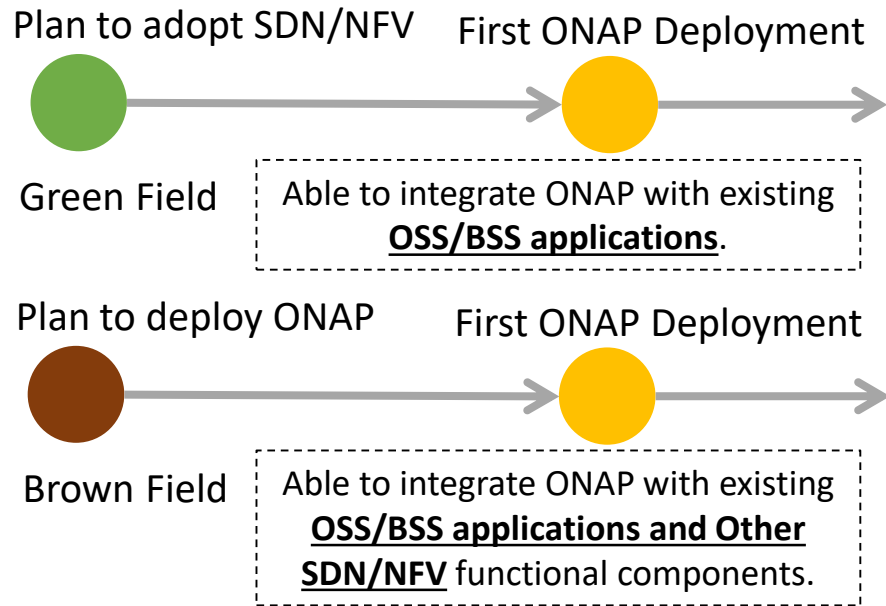 Plan to adopt SDN/NFV
First ONAP Deployment
Green Field
Able to integrate ONAP with existing
OSS/BSS applications.
Plan to deploy ONAP
First ONAP Deployment
Brown Field
Able to integrate ONAP with existing
OSS/BSS applications and Other
SDN/NFV functional components.